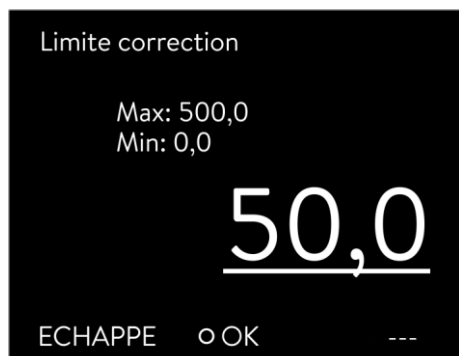 Limite correction
Max: 500,0
Min: 0,0
50,0
ECHAPPE O OK ---